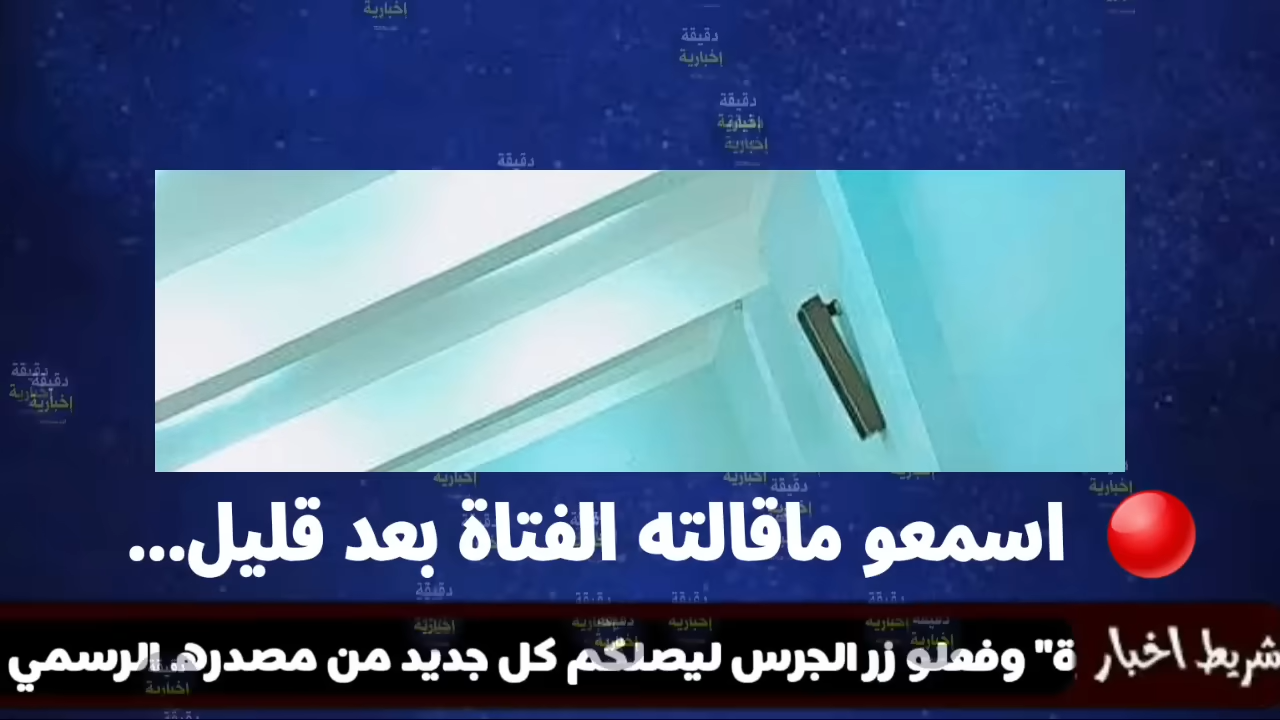 دقيقة
إخبارية
اسمعو ماقالته الفتاة بعد قليل...
شريط اخبار
ة" وفعلو زر الجرس ليصلكم كل جديد من مصدره الرسمي